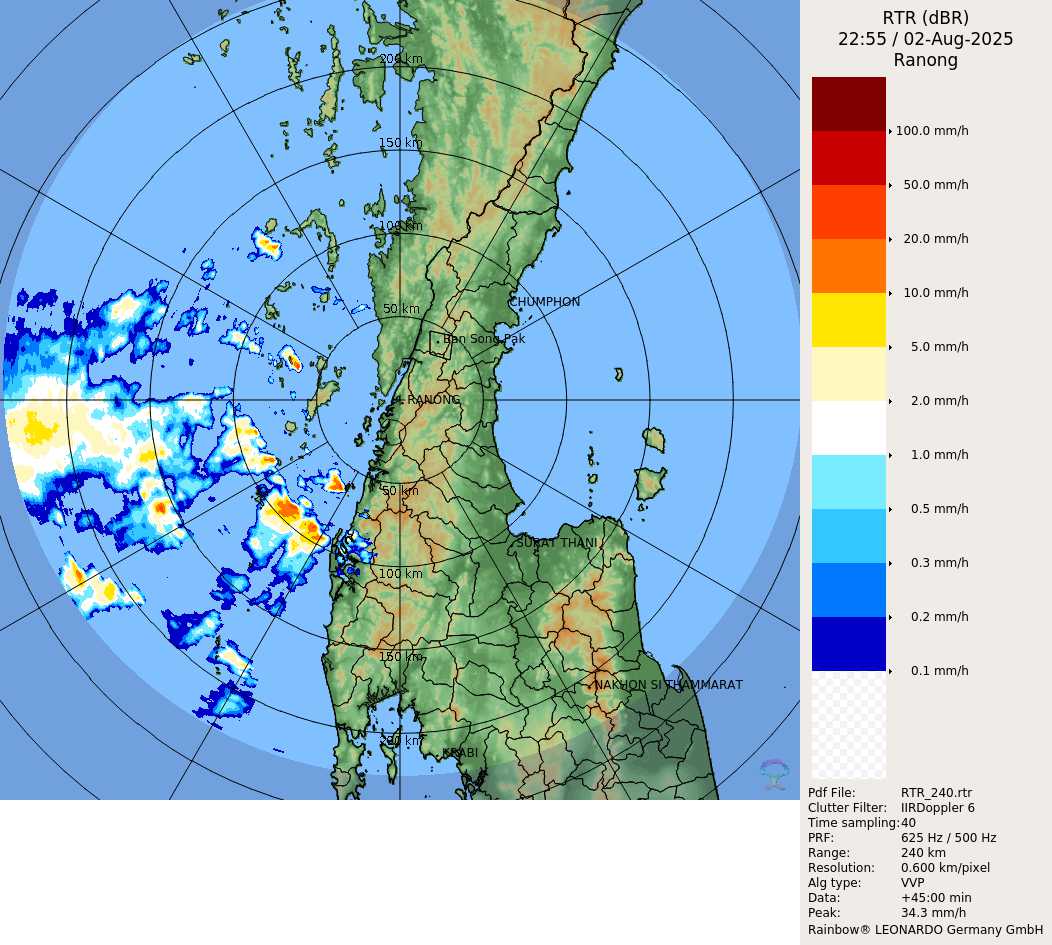 RTR (dBR)
22:55 / 02-Aug-2025
Ranong
200 km
150 km
100 km
50 km
CHUMPHON
Ban Song Pak
RANONG
50 km
SURAT THANI
100 km
150 km
NAKHON SI THAMMARAT
200 km
KRABI
100.0 mm/h
50.0 mm/h
20.0 mm/h
10.0 mm/h
5.0 mm/h
2.0 mm/h
1.0 mm/h
0.5 mm/h
0.3 mm/h
0.2 mm/h
0.1 mm/h
Pdf File: RTR_240.rtr
Clutter Filter: IIRDoppler 6
Time sampling: 40
PRF: 625 Hz / 500 Hz
Range: 240 km
Resolution: 0.600 km/pixel
Alg type: VVP
Data: +45:00 min
Peak: 34.3 mm/h
Rainbow® LEONARDO Germany GmbH